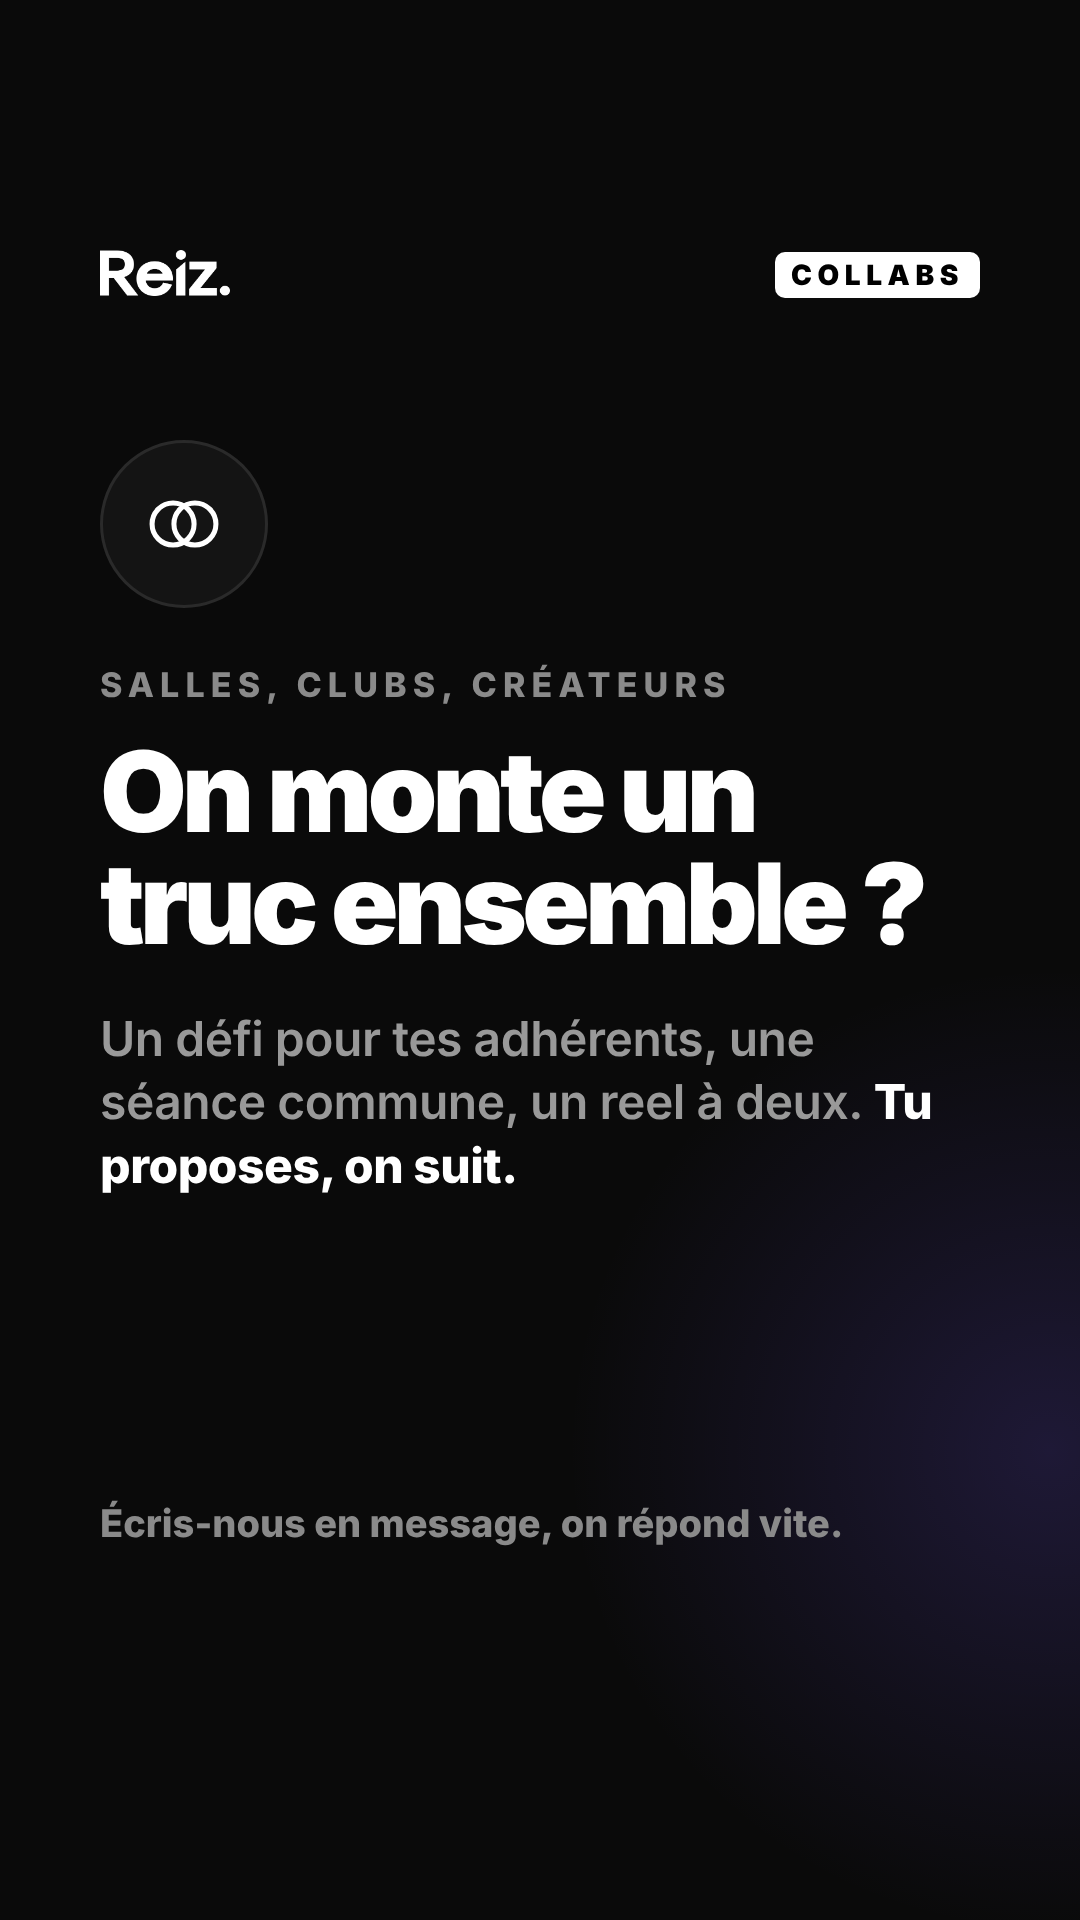 Reiz.
COLLABS
SALLES, CLUBS, CRÉATEURS
On monte un
truc ensemble ?
Un défi pour tes adhérents, une
séance commune, un reel à deux. Tu
proposes, on suit.
Écris-nous en message, on répond vite.